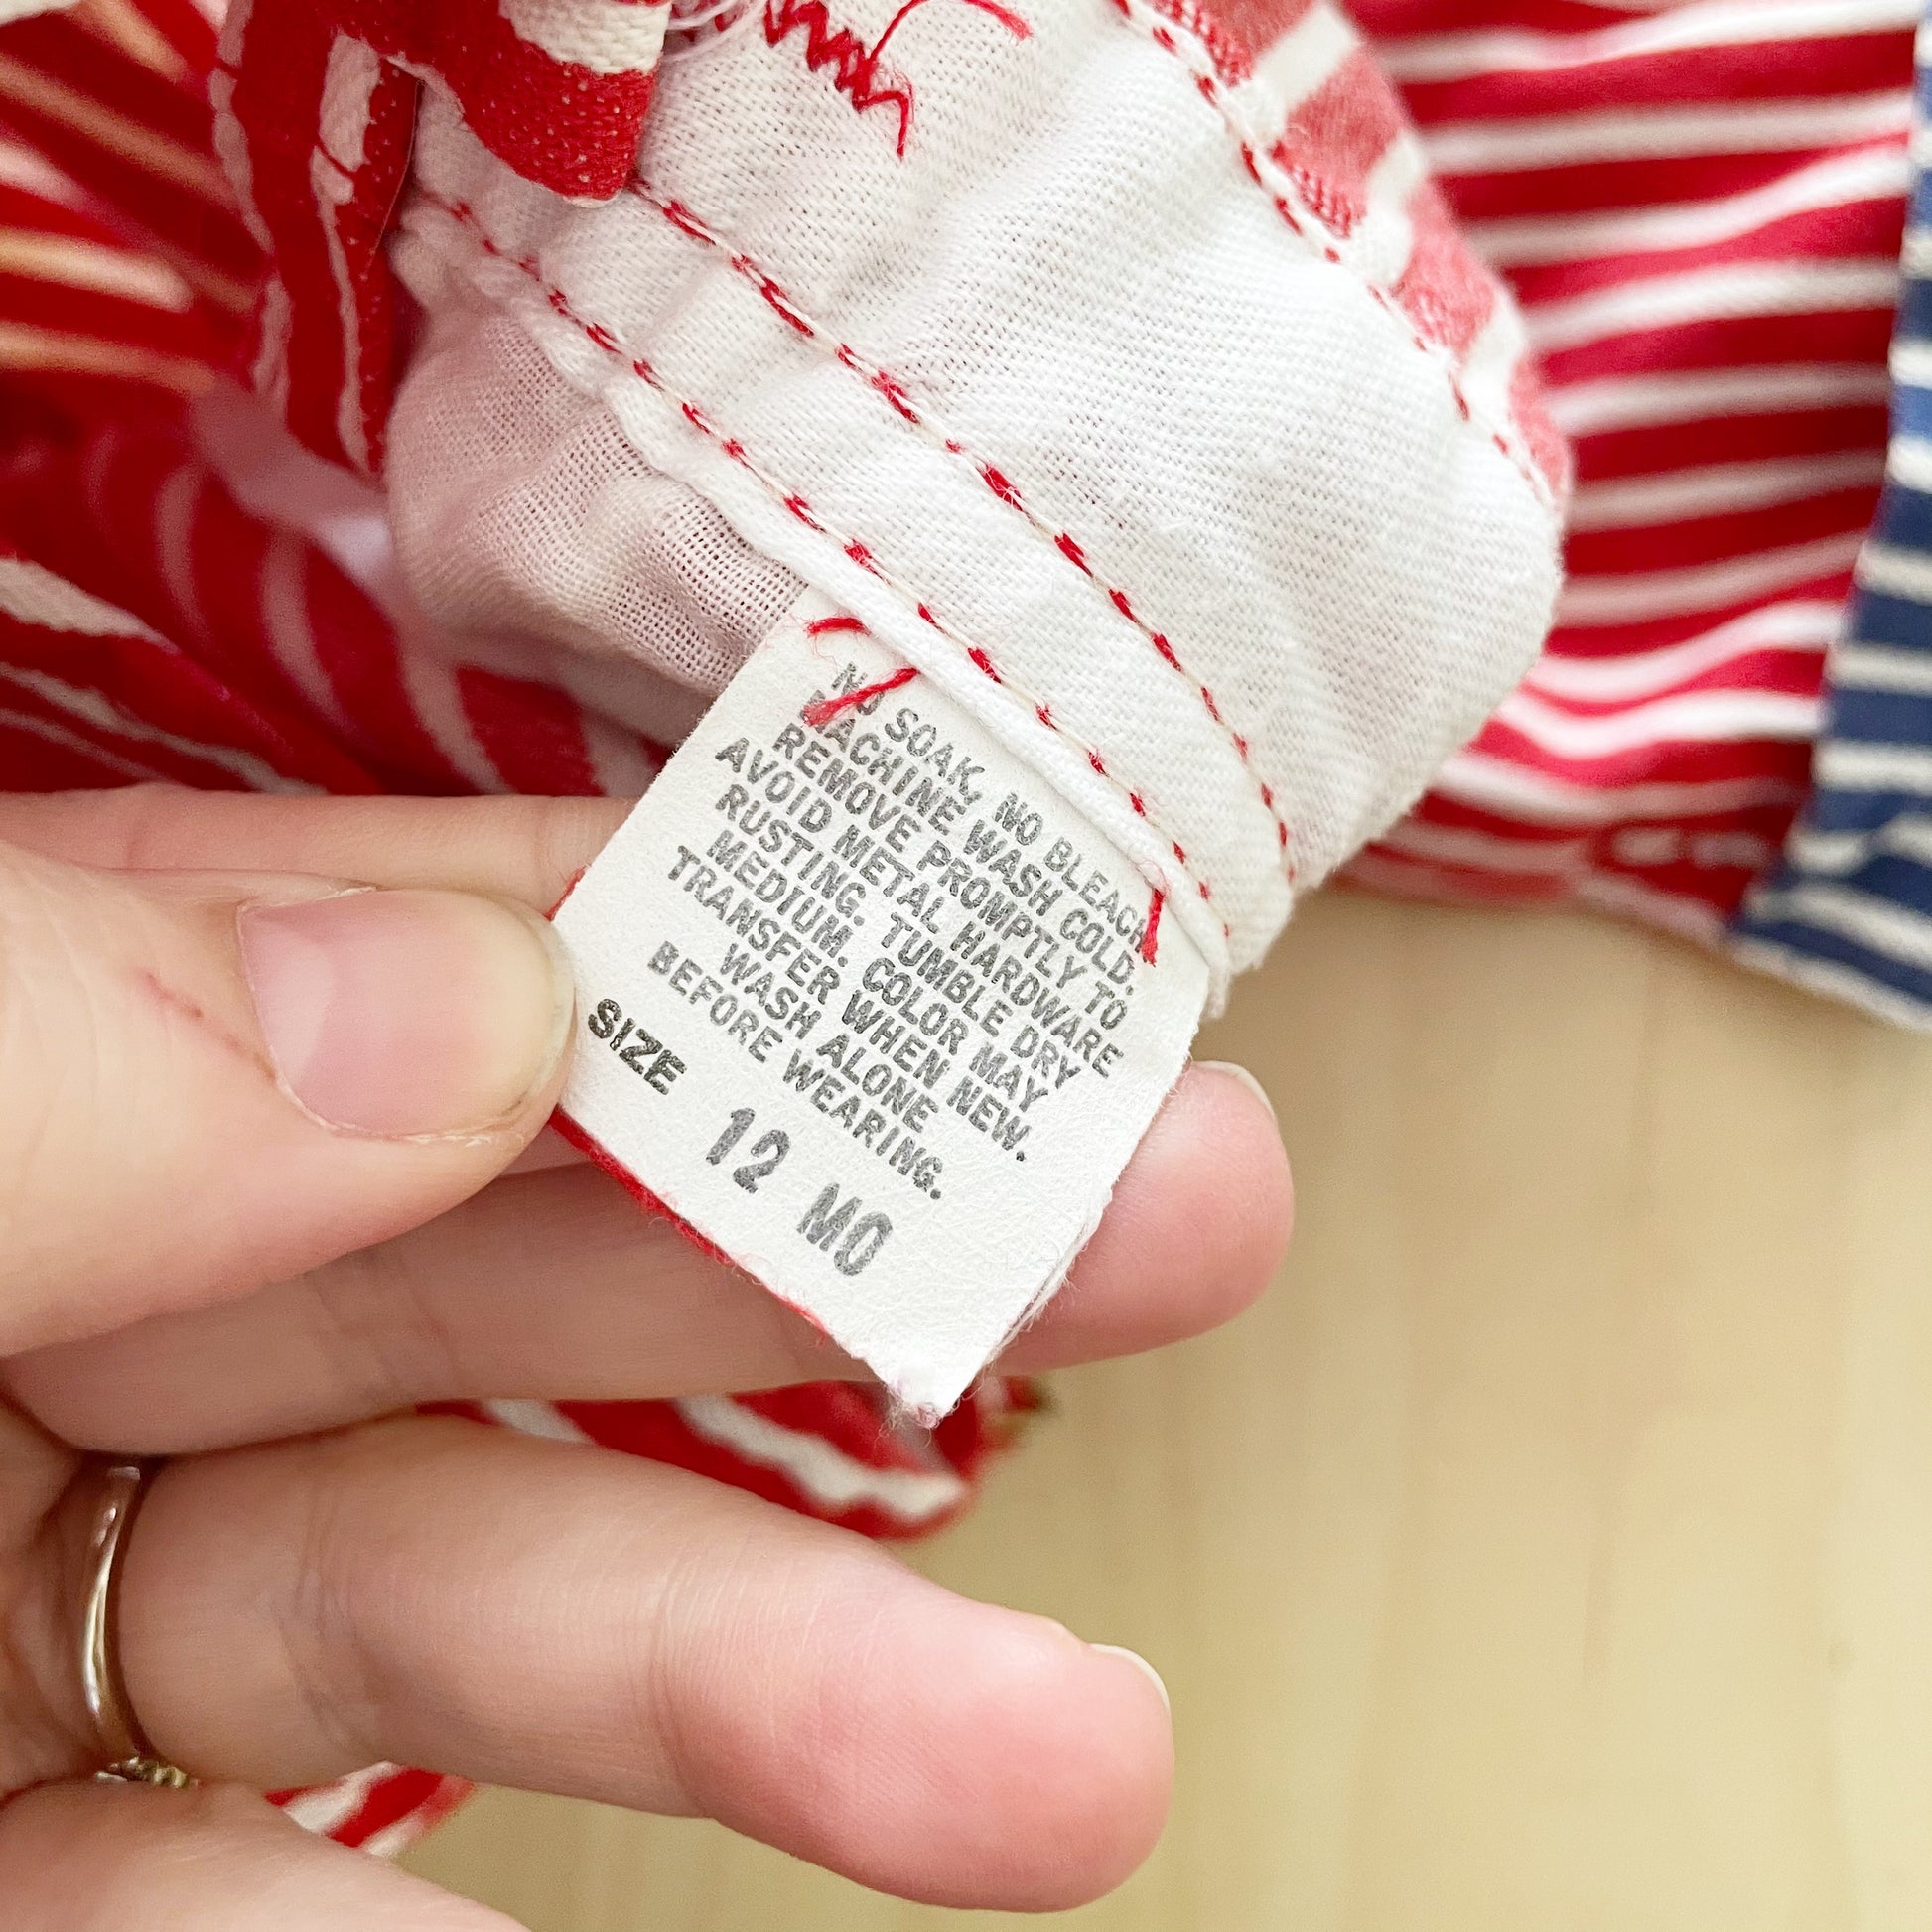 NO SOAK, NO BLEACH
MACHINE WASH COLD.
REMOVE PROMPTLY TO
AVOID METAL HARDWARE
RUSTING. TUMBLE DRY
MEDIUM. COLOR MAY
TRANSFER WHEN NEW.
WASH ALONE
BEFORE WEARING.
SIZE
12 MO